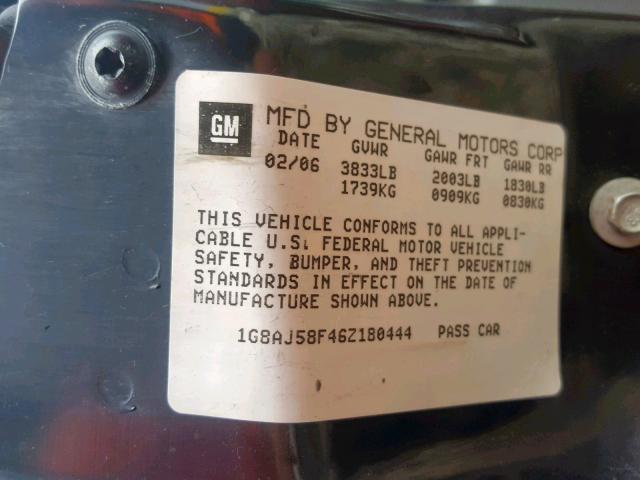 GM MFD BY GENERAL MOTORS CORP
DATE GVWR GAWR FRT GAWR RR
02/06 3833LB 2003LB 1830LB
1739KG 0909KG 0830KG
THIS VEHICLE CONFORMS TO ALL APPLI-
CABLE U.S. FEDERAL MOTOR VEHICLE
SAFETY, BUMPER, AND THEFT PREVENTION
STANDARDS IN EFFECT ON THE DATE OF
MANUFACTURE SHOWN ABOVE.
1G8AJ58F46Z180444 PASS CAR